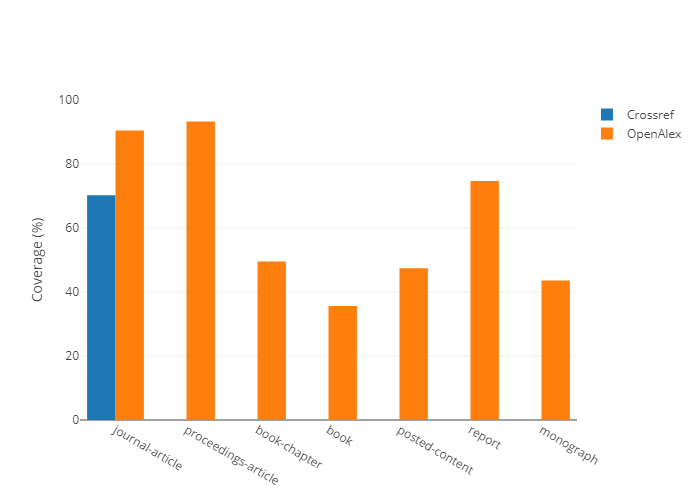 100
80
60
40
20
0
Coverage (%)
journal-article
proceedings-article
book-chapter
book
posted-content
report
monograph
Crossref
OpenAlex